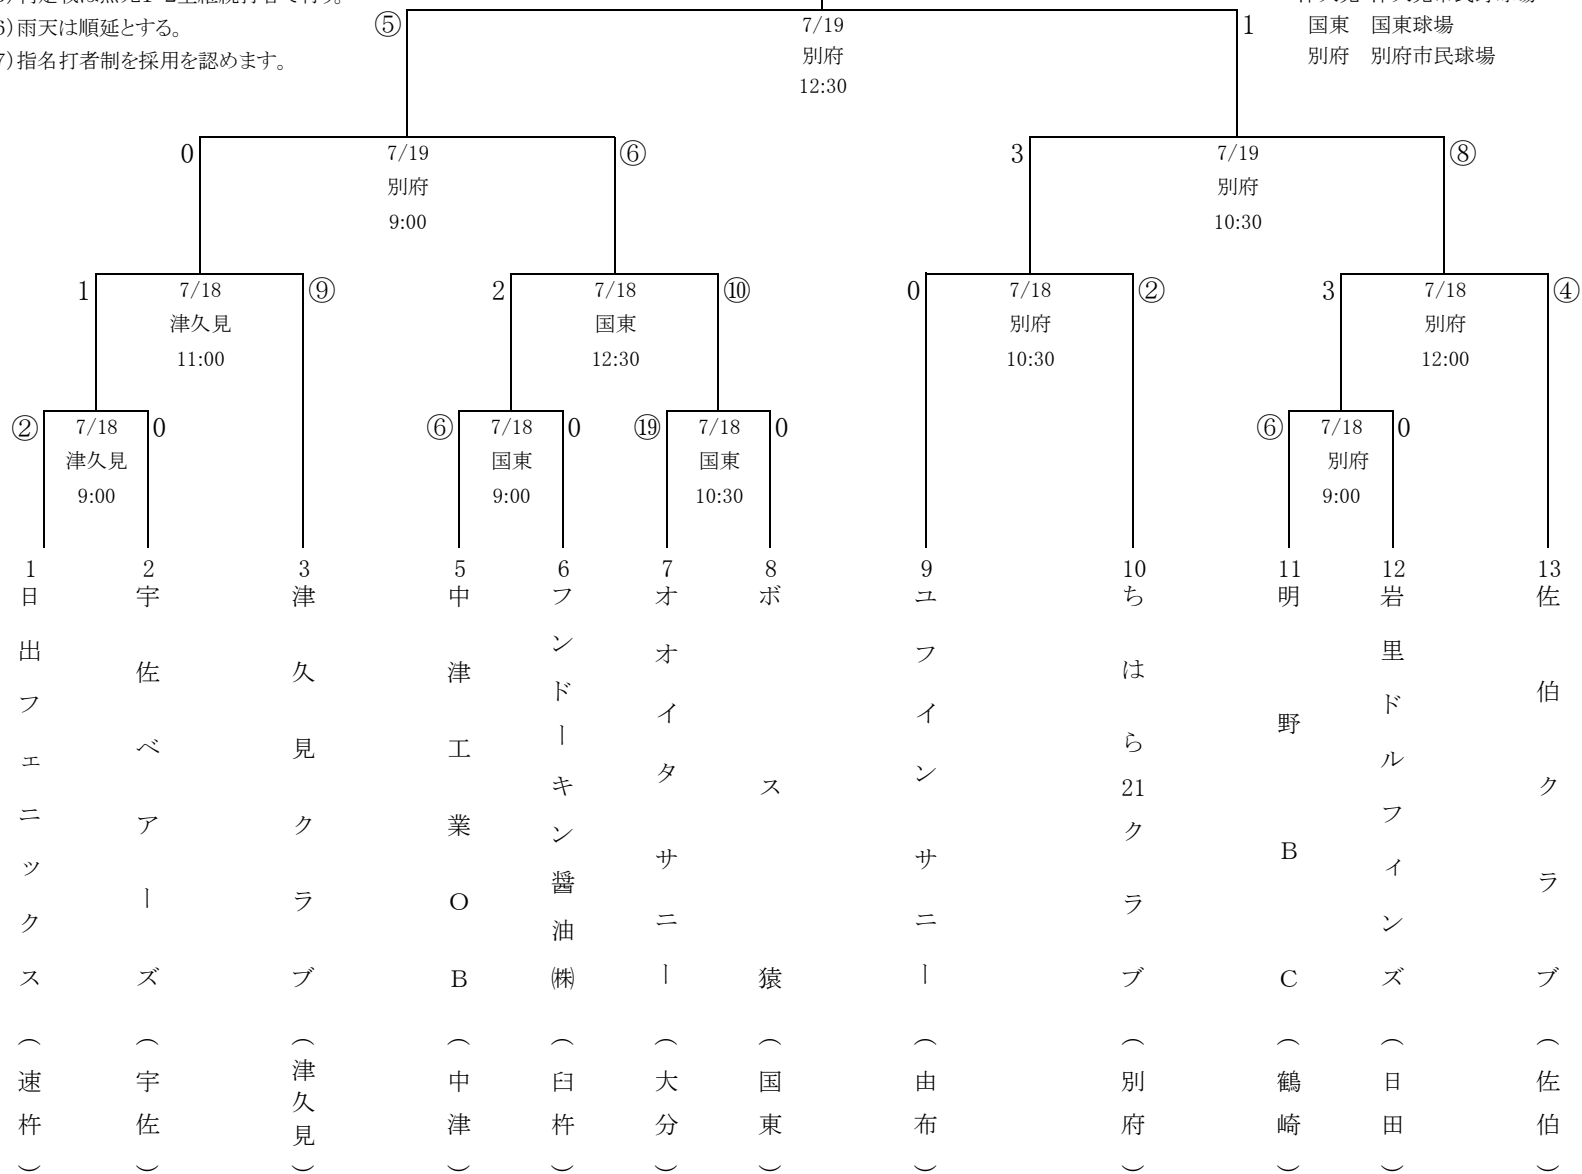 6)雨天は順延とする。
7)指名打者制を採用を認めます。
国東 国東球場
別府 別府市民球場
⑤
7/19
別府
12:30
1
0
7/19
別府
9:00
⑥
3
7/19
別府
10:30
⑧
1
7/18
津久見
11:00
⑨
2
7/18
国東
12:30
⑩
0
7/18
別府
10:30
②
3
7/18
別府
12:00
④
②
7/18
津久見
9:00
0
⑥
7/18
国東
9:00
0
⑲
7/18
国東
10:30
0
⑥
7/18
別府
9:00
0
1
日出フェニックス(速杵)
2
宇佐ベアーズ(宇佐)
3
津久見クラブ(津久見)
5
中津工業OB(中津)
6
フンドーキン醤油㈱(臼杵)
7
オオイタサニー(大分)
8
ボス猿(国東)
9
ユフインサニー(由布)
10
ちはら21クラブ(別府)
11
明野BC(鶴崎)
12
岩里ドルフィンズ(日田)
13
佐伯クラブ(佐伯)